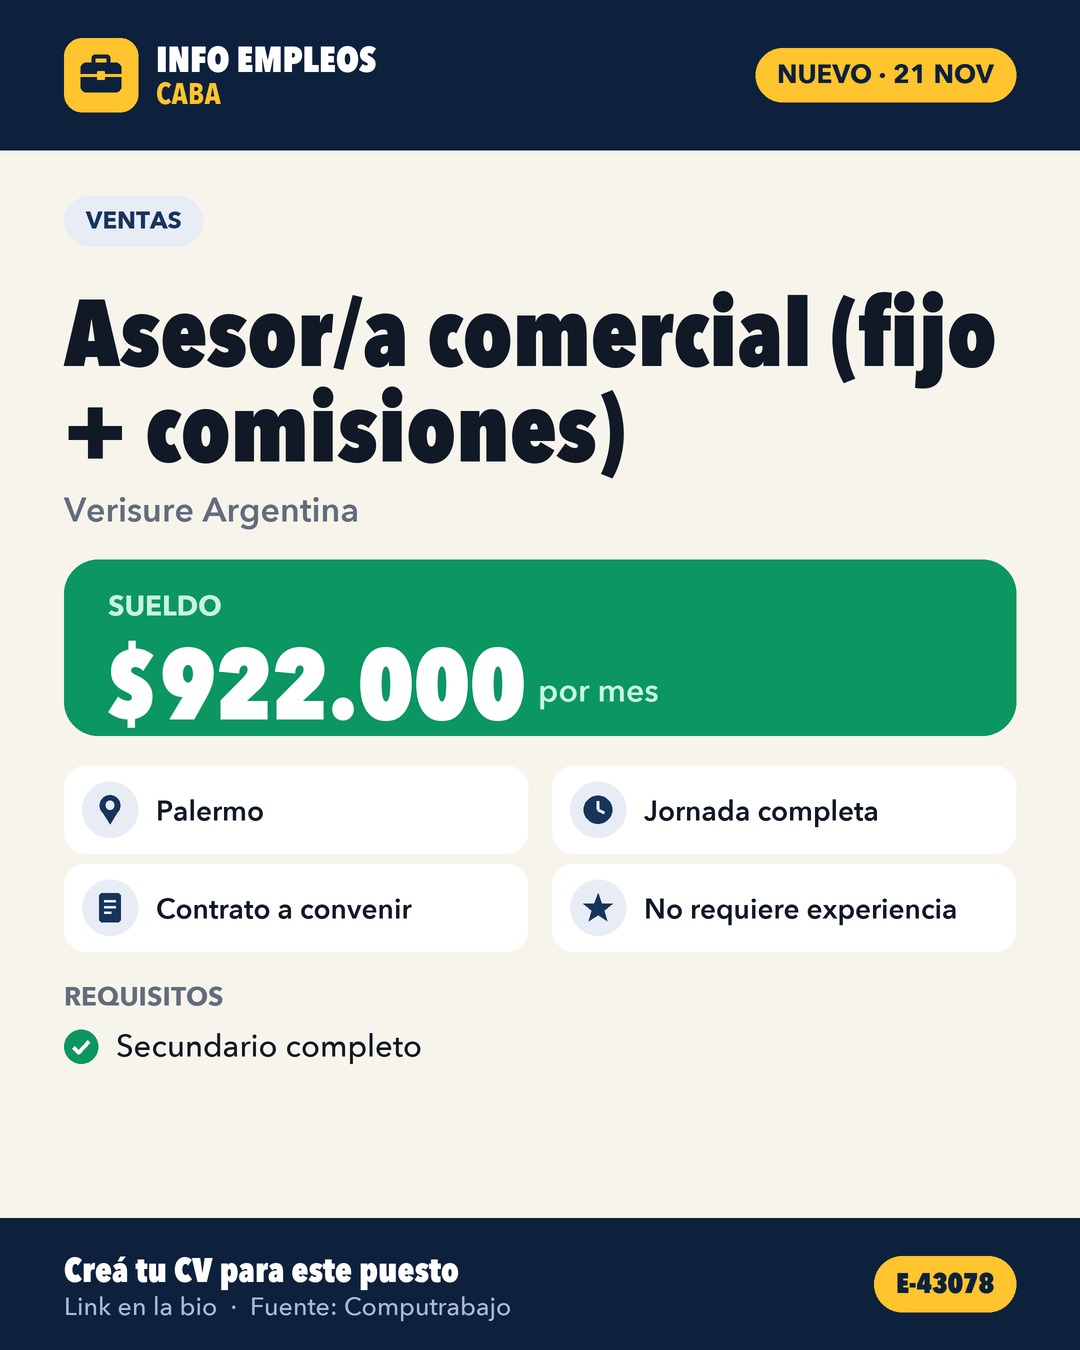 INFO EMPLEOS
CABA
NUEVO · 21 NOV
VENTAS
Asesor/a comercial (fijo
+ comisiones)
Verisure Argentina
SUELDO
$922.000 por mes
Palermo
Jornada completa
Contrato a convenir
No requiere experiencia
REQUISITOS
Secundario completo
Creá tu CV para este puesto
Link en la bio · Fuente: Computrabajo
E-43078